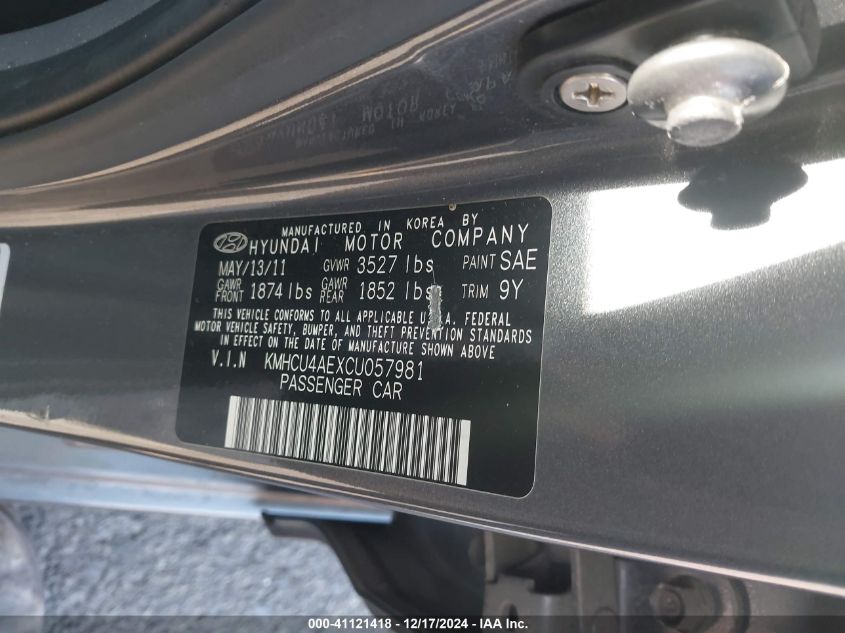 MANUFACTURED IN KOREA BY
HYUNDAI MOTOR COMPANY
MAY/13/11 GVWR 3527 lbs PAINT SAE
GAWR FRONT 1874 lbs GAWR REAR 1852 lbs TRIM 9Y
THIS VEHICLE CONFORMS TO ALL APPLICABLE U.S.A. FEDERAL
MOTOR VEHICLE SAFETY, BUMPER, AND THEFT PREVENTION STANDARDS
IN EFFECT ON THE DATE OF MANUFACTURE SHOWN ABOVE
V.I.N KMHCU4AEXCU057981
PASSENGER CAR
000-41121418 - 12/17/2024 - IAA Inc.